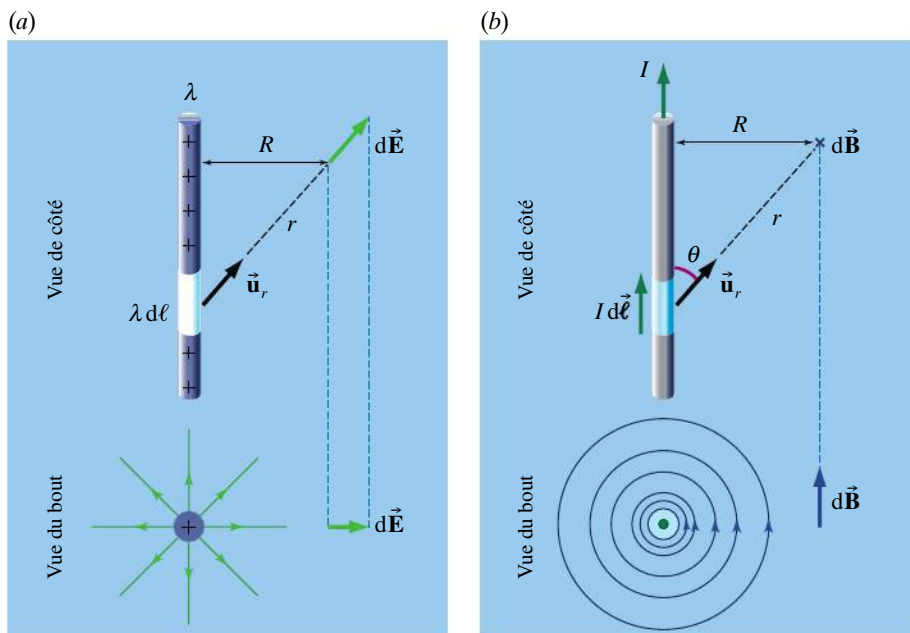 (a)
λ
R
dE⃗
r
u⃗r
λ dℓ
Vue de côté
Vue du bout
dE⃗
(b)
I
R
dB⃗
r
θ
u⃗r
I dℓ⃗
Vue de côté
Vue du bout
dB⃗